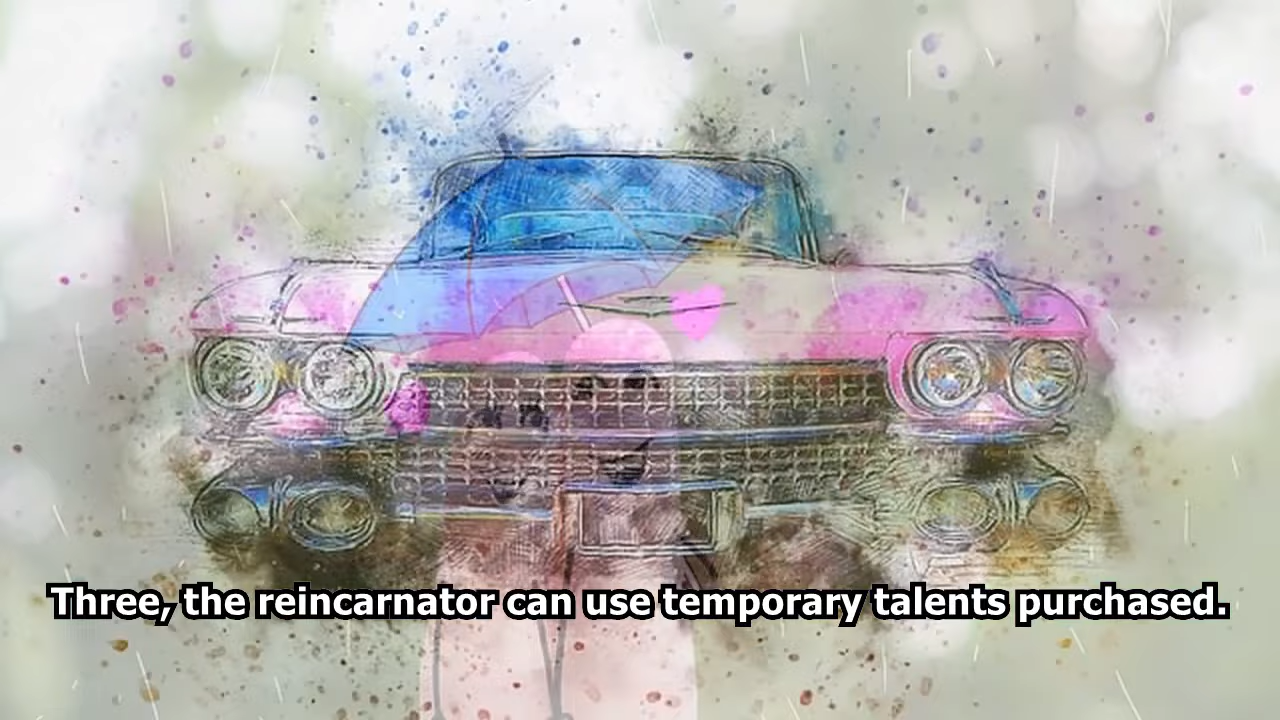 Three, the reincarnator can use temporary talents purchased.